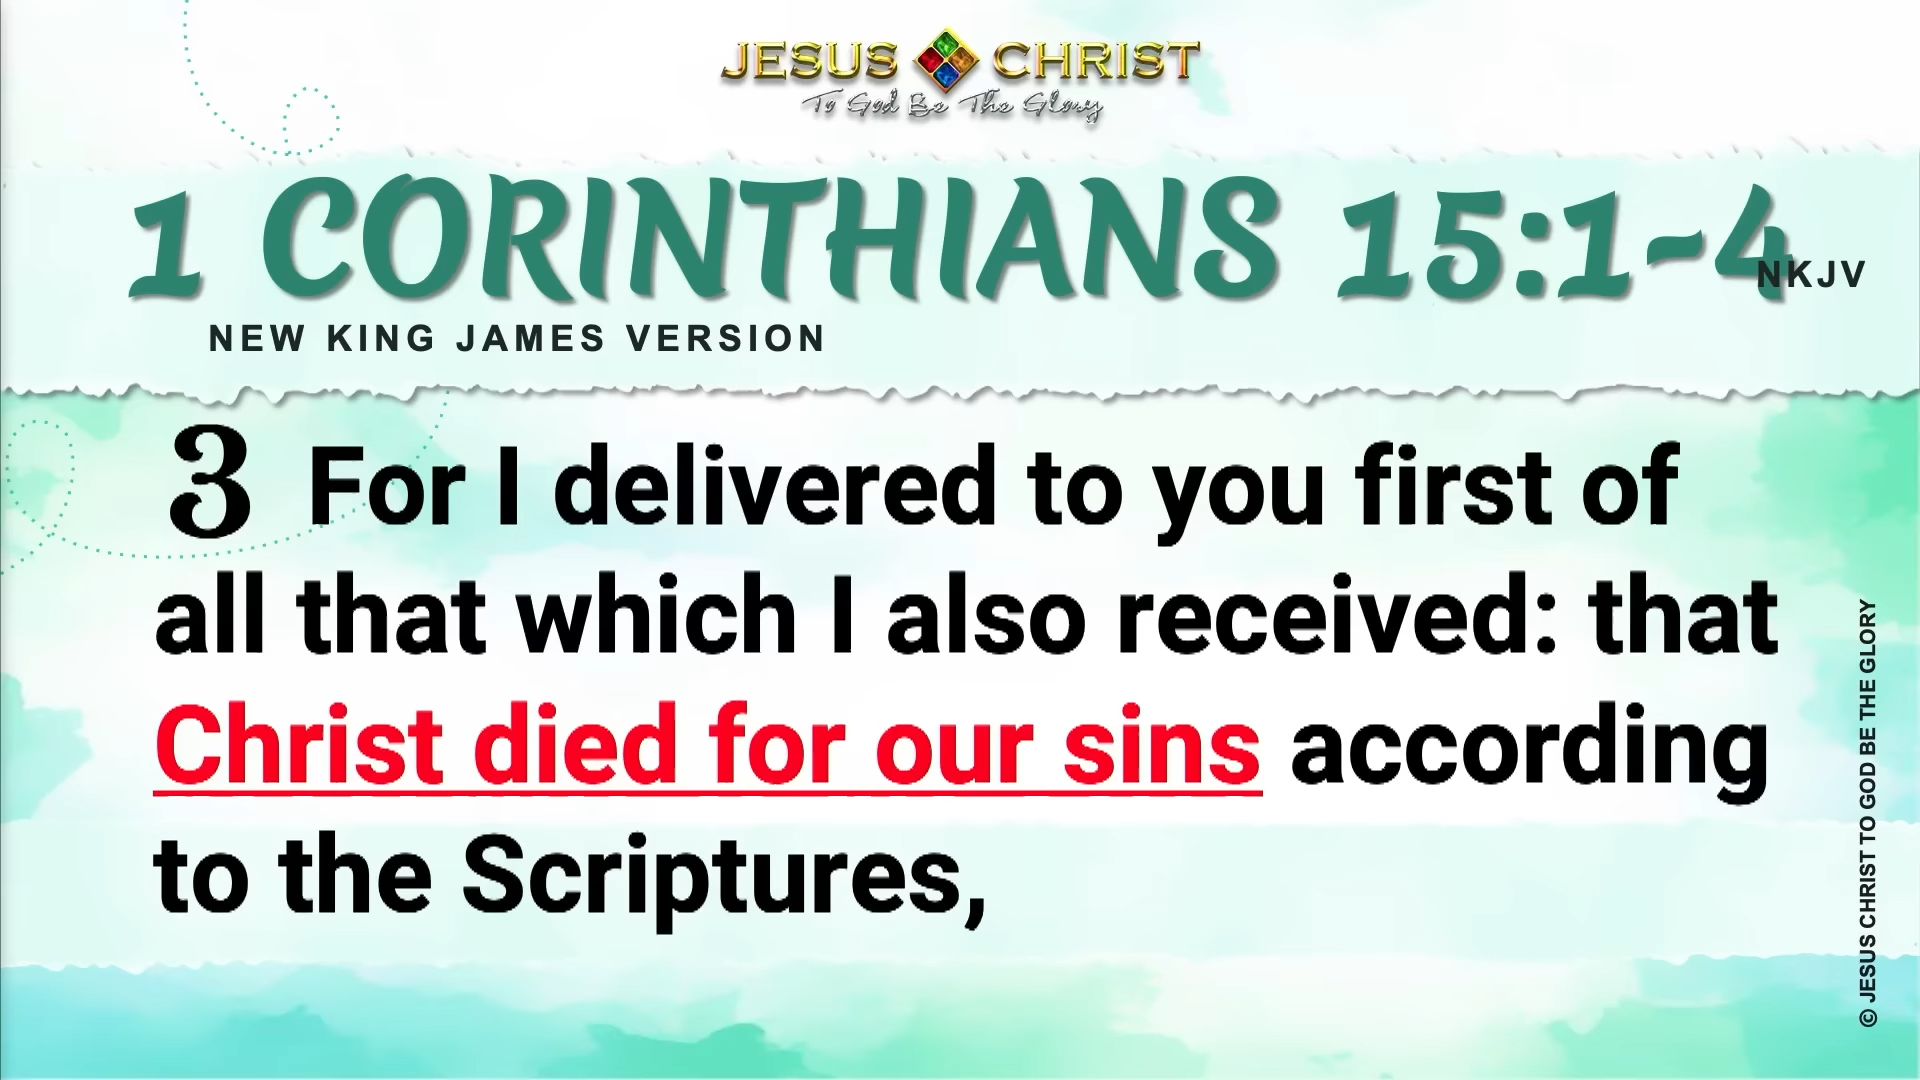 JESUS CHRIST
To God Be The Glory
1 CORINTHIANS 15:1-4
NKJV
NEW KING JAMES VERSION
3 For I delivered to you first of
all that which I also received: that
Christ died for our sins according
to the Scriptures,
© JESUS CHRIST TO GOD BE THE GLORY